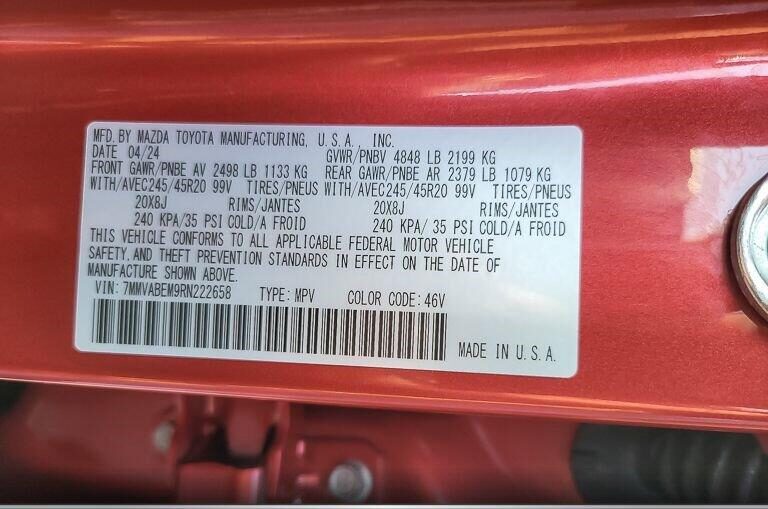 MFD. BY MAZDA TOYOTA MANUFACTURING, U.S.A., INC.
DATE 04/24 GVWR/PNBV 4848 LB 2199 KG
FRONT GAWR/PNBE AV 2498 LB 1133 KG REAR GAWR/PNBE AR 2379 LB 1079 KG
WITH/AVEC245/45R20 99V TIRES/PNEUS WITH/AVEC245/45R20 99V TIRES/PNEUS
20X8J RIMS/JANTES 20X8J RIMS/JANTES
240 KPA/35 PSI COLD/A FROID 240 KPA/ 35 PSI COLD/A FROID
THIS VEHICLE CONFORMS TO ALL APPLICABLE FEDERAL MOTOR VEHICLE
SAFETY, AND THEFT PREVENTION STANDARDS IN EFFECT ON THE DATE OF
MANUFACTURE SHOWN ABOVE.
VIN: 7MMVABEM9RN222658 TYPE: MPV COLOR CODE: 46V
MADE IN U.S.A.